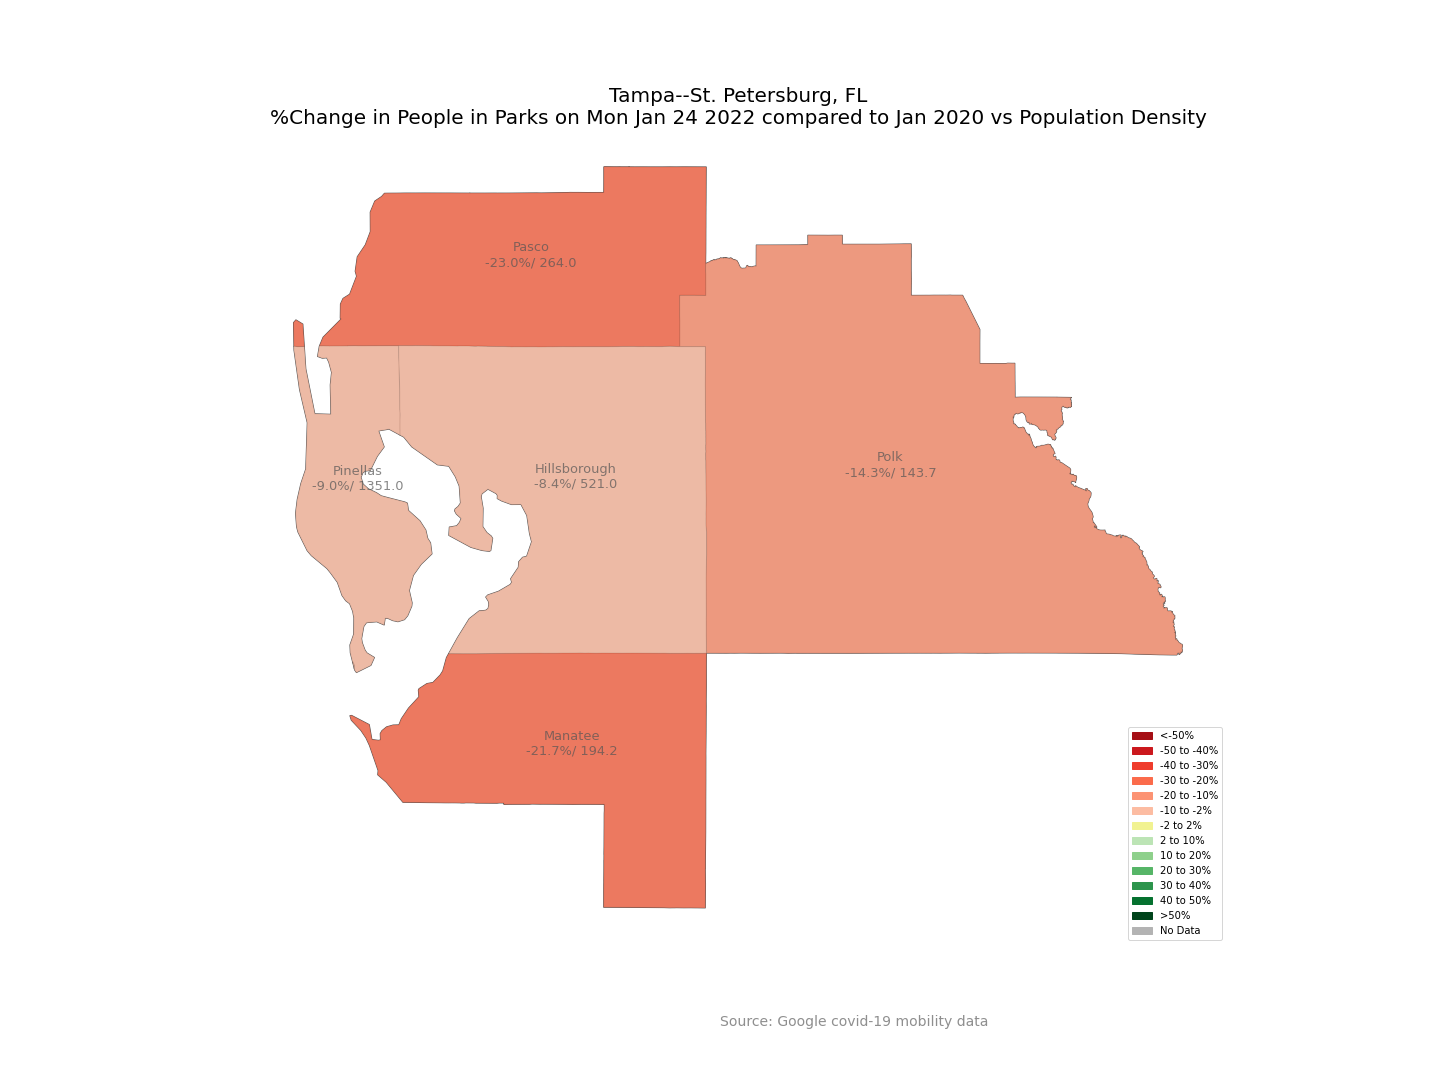 Tampa--St. Petersburg, FL
%Change in People in Parks on Mon Jan 24 2022 compared to Jan 2020 vs Population Density
Pasco
-23.0%/ 264.0
Polk
-14.3%/ 143.7
Pinellas
-9.0%/ 1351.0
Hillsborough
-8.4%/ 521.0
Manatee
-21.7%/ 194.2
<-50%
-50 to -40%
-40 to -30%
-30 to -20%
-20 to -10%
-10 to -2%
-2 to 2%
2 to 10%
10 to 20%
20 to 30%
30 to 40%
40 to 50%
>50%
No Data
Source: Google covid-19 mobility data